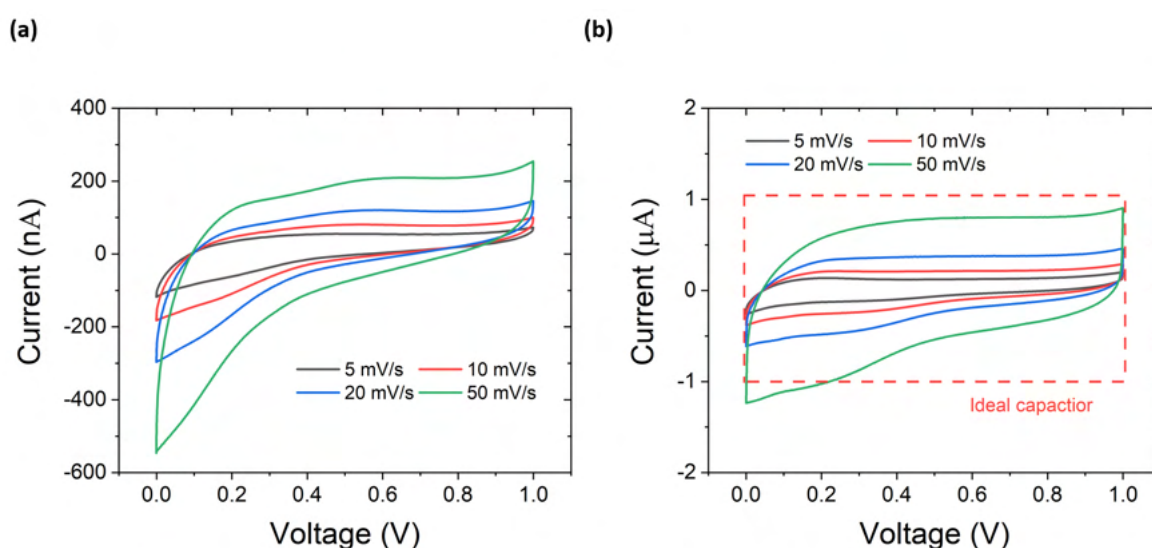 (a)
(b)
400
200
0
-200
-400
-600
Current (nA)
5 mV/s 10 mV/s
20 mV/s 50 mV/s
0.0 0.2 0.4 0.6 0.8 1.0
Voltage (V)
2
1
0
-1
-2
Current (μA)
5 mV/s 10 mV/s
20 mV/s 50 mV/s
Ideal capactior
0.0 0.2 0.4 0.6 0.8 1.0
Voltage (V)